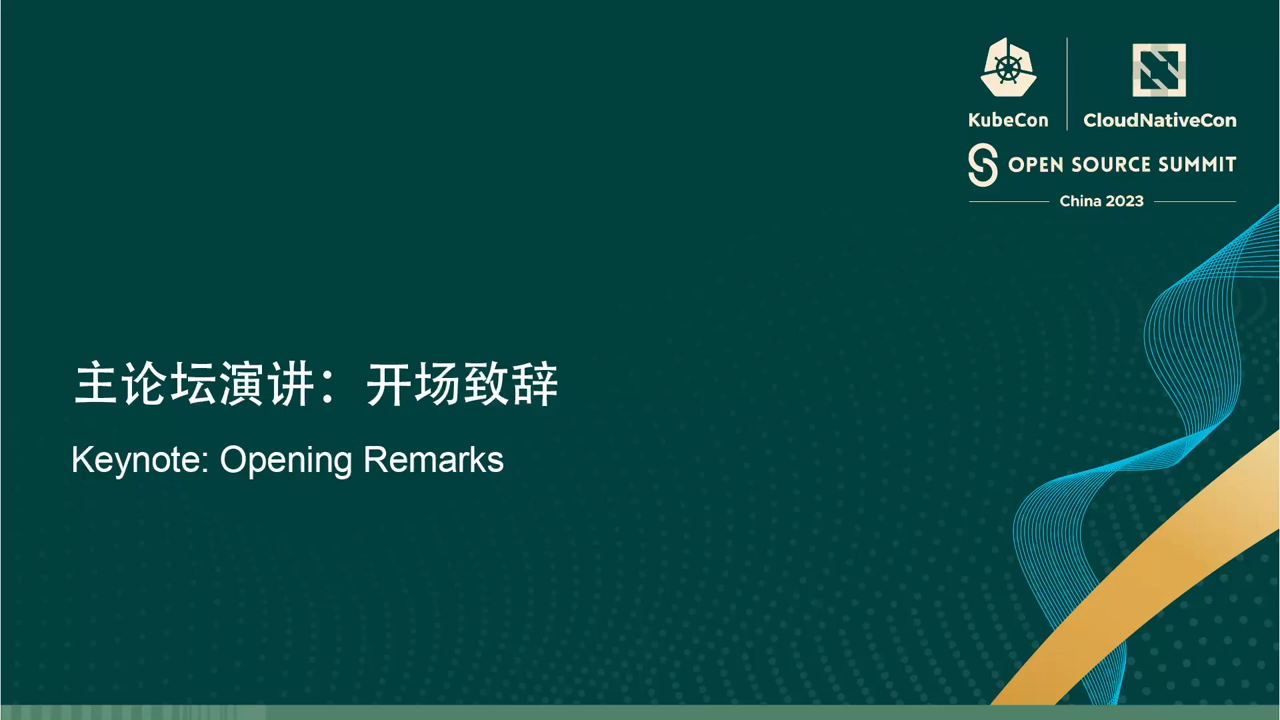 KubeCon
CloudNativeCon
OPEN SOURCE SUMMIT
China 2023
主论坛演讲：开场致辞
Keynote: Opening Remarks